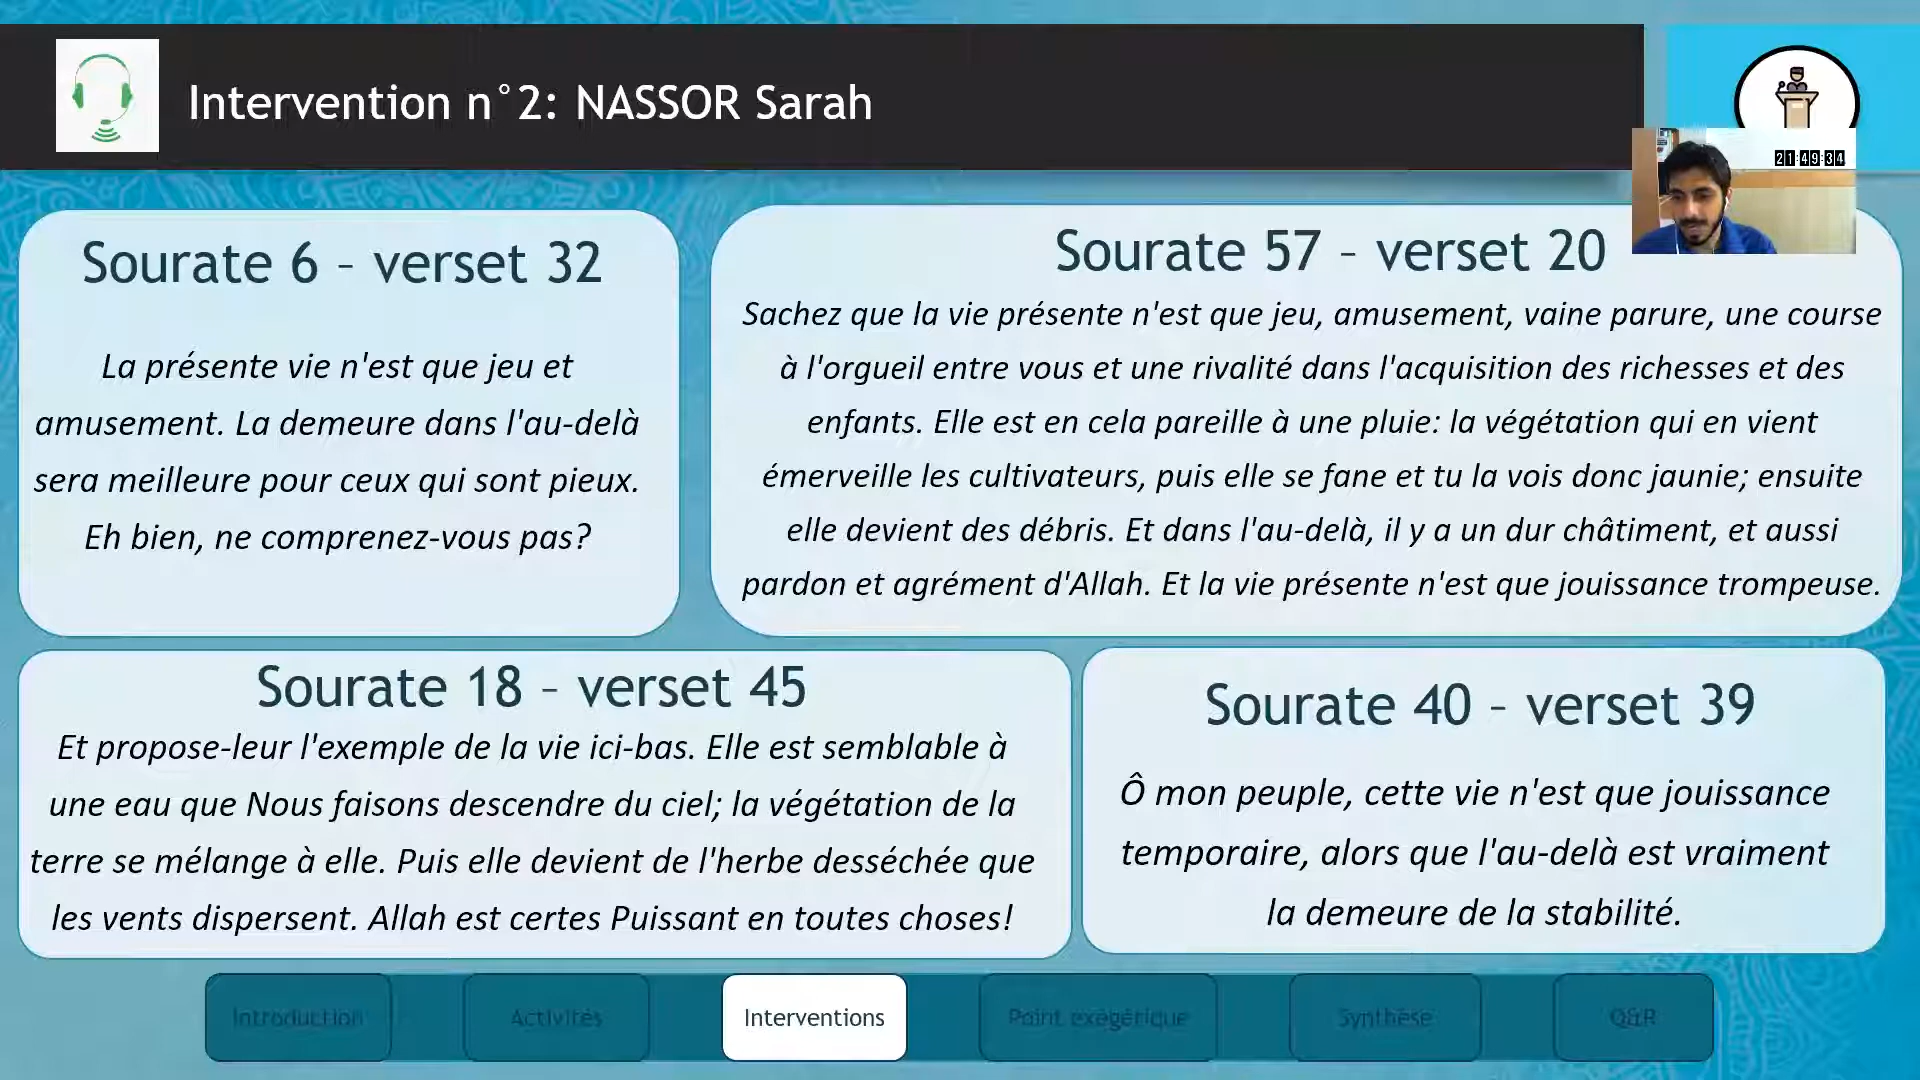 Intervention n°2: NASSOR Sarah
21:49:34
Sourate 6 – verset 32
La présente vie n'est que jeu et
amusement. La demeure dans l'au-delà
sera meilleure pour ceux qui sont pieux.
Eh bien, ne comprenez-vous pas?
Sourate 57 – verset 20
Sachez que la vie présente n'est que jeu, amusement, vaine parure, une course
à l'orgueil entre vous et une rivalité dans l'acquisition des richesses et des
enfants. Elle est en cela pareille à une pluie: la végétation qui en vient
émerveille les cultivateurs, puis elle se fane et tu la vois donc jaunie; ensuite
elle devient des débris. Et dans l'au-delà, il y a un dur châtiment, et aussi
pardon et agrément d'Allah. Et la vie présente n'est que jouissance trompeuse.
Sourate 18 – verset 45
Et propose-leur l'exemple de la vie ici-bas. Elle est semblable à
une eau que Nous faisons descendre du ciel; la végétation de la
terre se mélange à elle. Puis elle devient de l'herbe desséchée que
les vents dispersent. Allah est certes Puissant en toutes choses!
Sourate 40 – verset 39
Ô mon peuple, cette vie n'est que jouissance
temporaire, alors que l'au-delà est vraiment
la demeure de la stabilité.
Introduction
Activités
Interventions
Point exégétique
Synthèse
Q&R